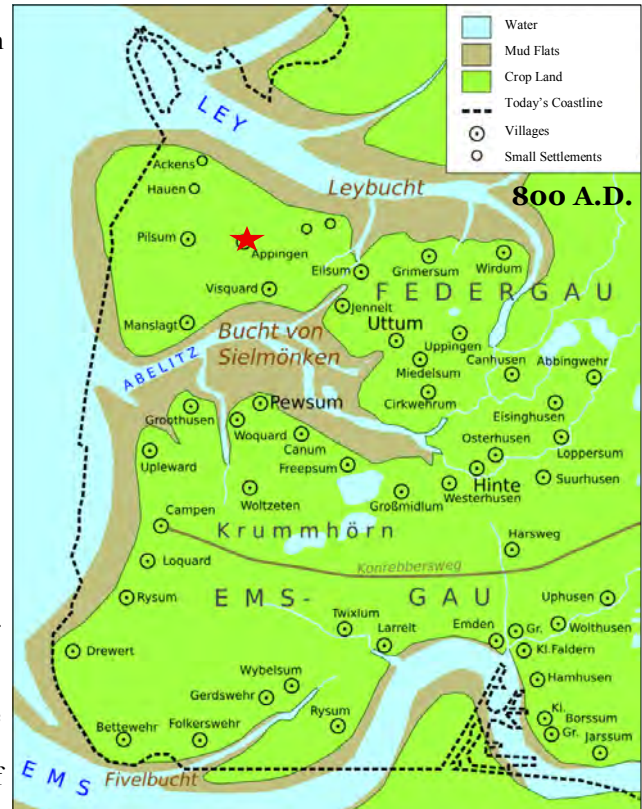 Water
Mud Flats
Crop Land
Today's Coastline
Villages
Small Settlements
800 A.D.
LEY
Leybucht
Ackens
Hauen
Pilsum
Appingen
Visquard
Manslagt
Eilsum
Grimersum
Wirdum
FEDERGAU
Jennelt
Uttum
Uppingen
Canhusen
Abbingwehr
Miedelsum
Cirkwehrum
Eisinghusen
Bucht von
Sielmönken
ABELITZ
Groothusen
Pewsum
Woquard
Canum
Freepsum
Osterhusen
Loppersum
Upleward
Woltzeten
Großmidlum
Westerhusen
Hinte
Suurhusen
Campen
Krummhörn
Harsweg
Loquard
Konrebbersweg
Rysum
EMS-GAU
Uphusen
Twixlum
Larrelt
Emden
Gr.
Wolthusen
Kl.Faldern
Drewert
Wybelsum
Gerdswehr
Hamhusen
Rysum
Kl.
Borssum
Gr.
Jarssum
Bettewehr
Folkerswehr
EMS
Fivelbucht